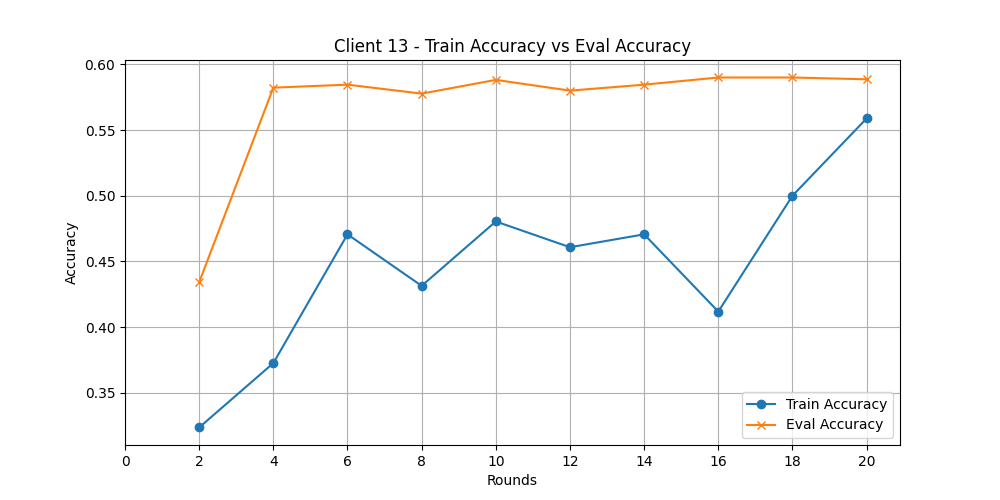 Client 13 - Train Accuracy vs Eval Accuracy
0.60
0.55
0.50
0.45
0.40
0.35
Accuracy
0 2 4 6 8 10 12 14 16 18 20
Rounds
Train Accuracy
Eval Accuracy